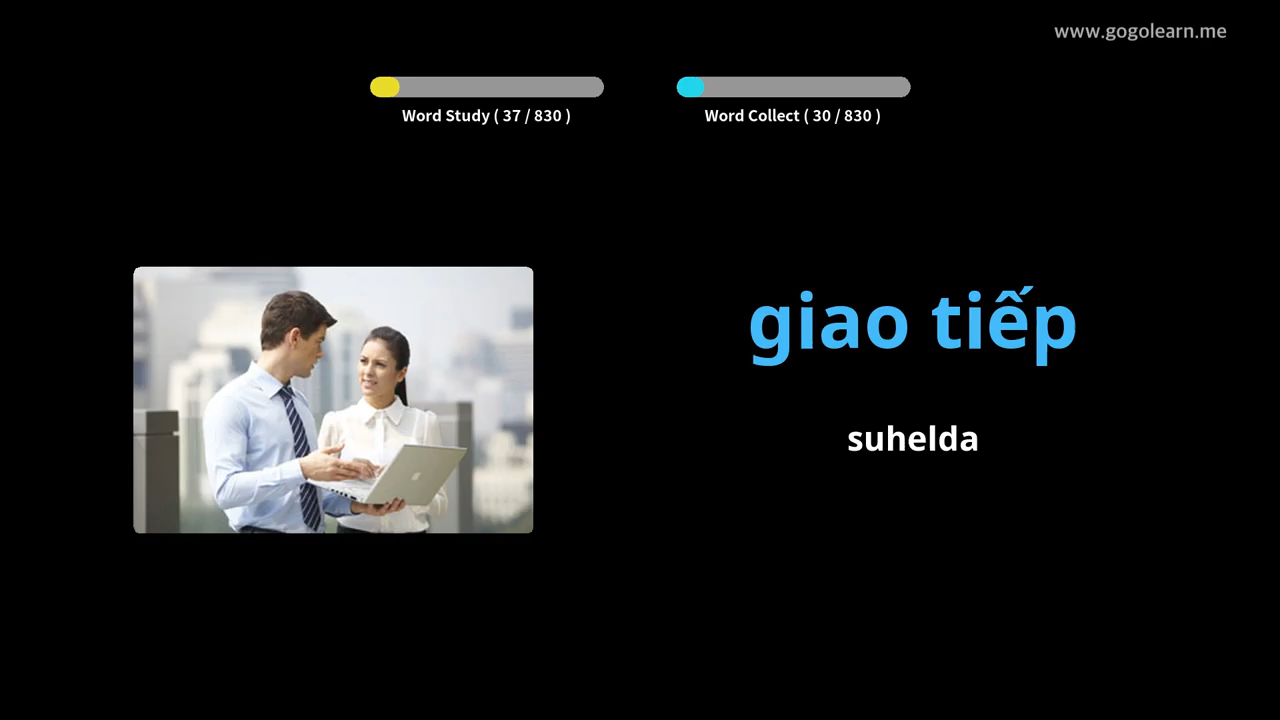 www.gogolearn.me
Word Study ( 37 / 830 )
Word Collect ( 30 / 830 )
giao tiếp
suhelda